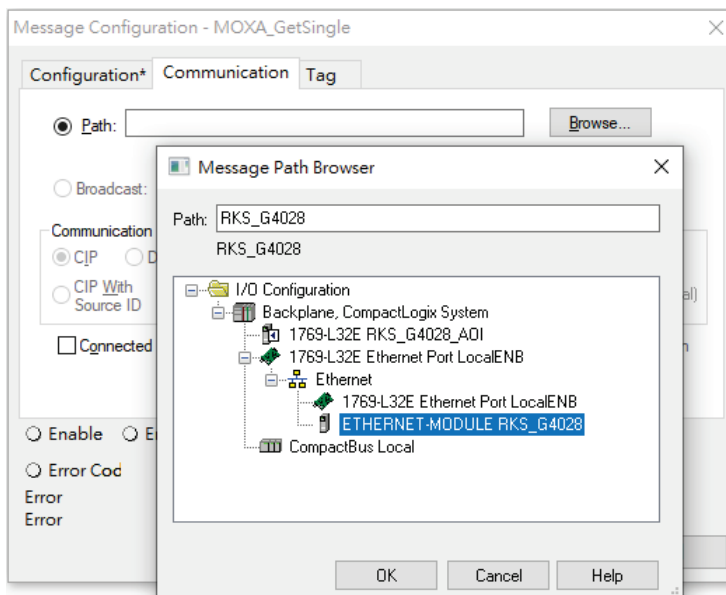 Message Configuration - MOXA_GetSingle
Configuration* Communication Tag
Path: Browse...
Message Path Browser
Broadcast:
Path: RKS_G4028
RKS_G4028
Communication
CIP D
CIP With
Source ID
al)
Connected
I/O Configuration
Backplane, CompactLogix System
1769-L32E RKS_G4028_AOI
1769-L32E Ethernet Port LocalENB
Ethernet
1769-L32E Ethernet Port LocalENB
ETHERNET-MODULE RKS_G4028
CompactBus Local
Enable
Error Cod
Error
Error
OK Cancel Help